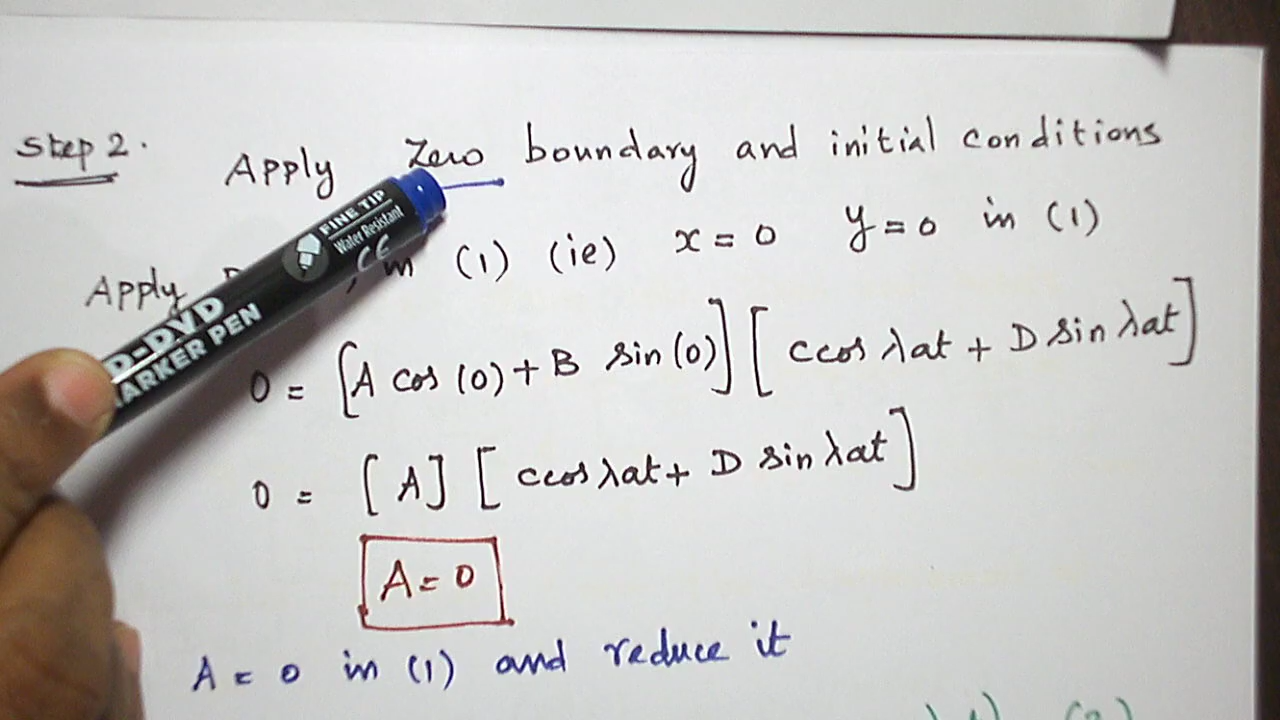 Step 2. Apply Zero boundary and initial conditions
Apply in (1) (ie) x = 0 y = 0 in (1)
0 = [A cos (0) + B sin (0)] [ccos λat + D sin λat]
0 = [A] [ccos λat + D sin λat]
A = 0
A = 0 in (1) and reduce it
FINE TIP
Water Resistant
CE
D-DVD
MARKER PEN